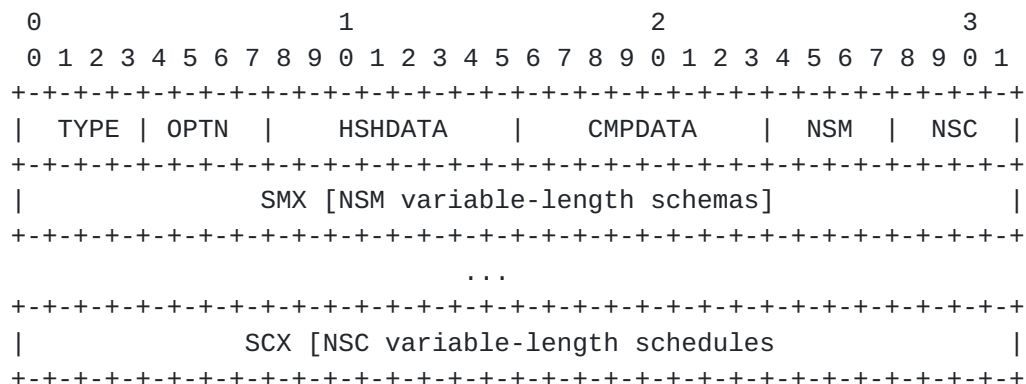 0                   1                   2                   3
 0 1 2 3 4 5 6 7 8 9 0 1 2 3 4 5 6 7 8 9 0 1 2 3 4 5 6 7 8 9 0 1
+-+-+-+-+-+-+-+-+-+-+-+-+-+-+-+-+-+-+-+-+-+-+-+-+-+-+-+-+-+-+-+-+
|  TYPE | OPTN  |    HSHDATA    |    CMPDATA    |  NSM  |  NSC  |
+-+-+-+-+-+-+-+-+-+-+-+-+-+-+-+-+-+-+-+-+-+-+-+-+-+-+-+-+-+-+-+-+
|               SMX [NSM variable-length schemas]               |
+-+-+-+-+-+-+-+-+-+-+-+-+-+-+-+-+-+-+-+-+-+-+-+-+-+-+-+-+-+-+-+-+
                             ...
+-+-+-+-+-+-+-+-+-+-+-+-+-+-+-+-+-+-+-+-+-+-+-+-+-+-+-+-+-+-+-+-+
|              SCX [NSC variable-length schedules               |
+-+-+-+-+-+-+-+-+-+-+-+-+-+-+-+-+-+-+-+-+-+-+-+-+-+-+-+-+-+-+-+-+